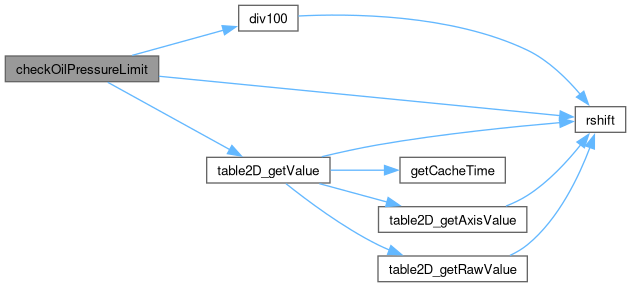 div100
checkOilPressureLimit
rshift
table2D_getValue
getCacheTime
table2D_getAxisValue
table2D_getRawValue